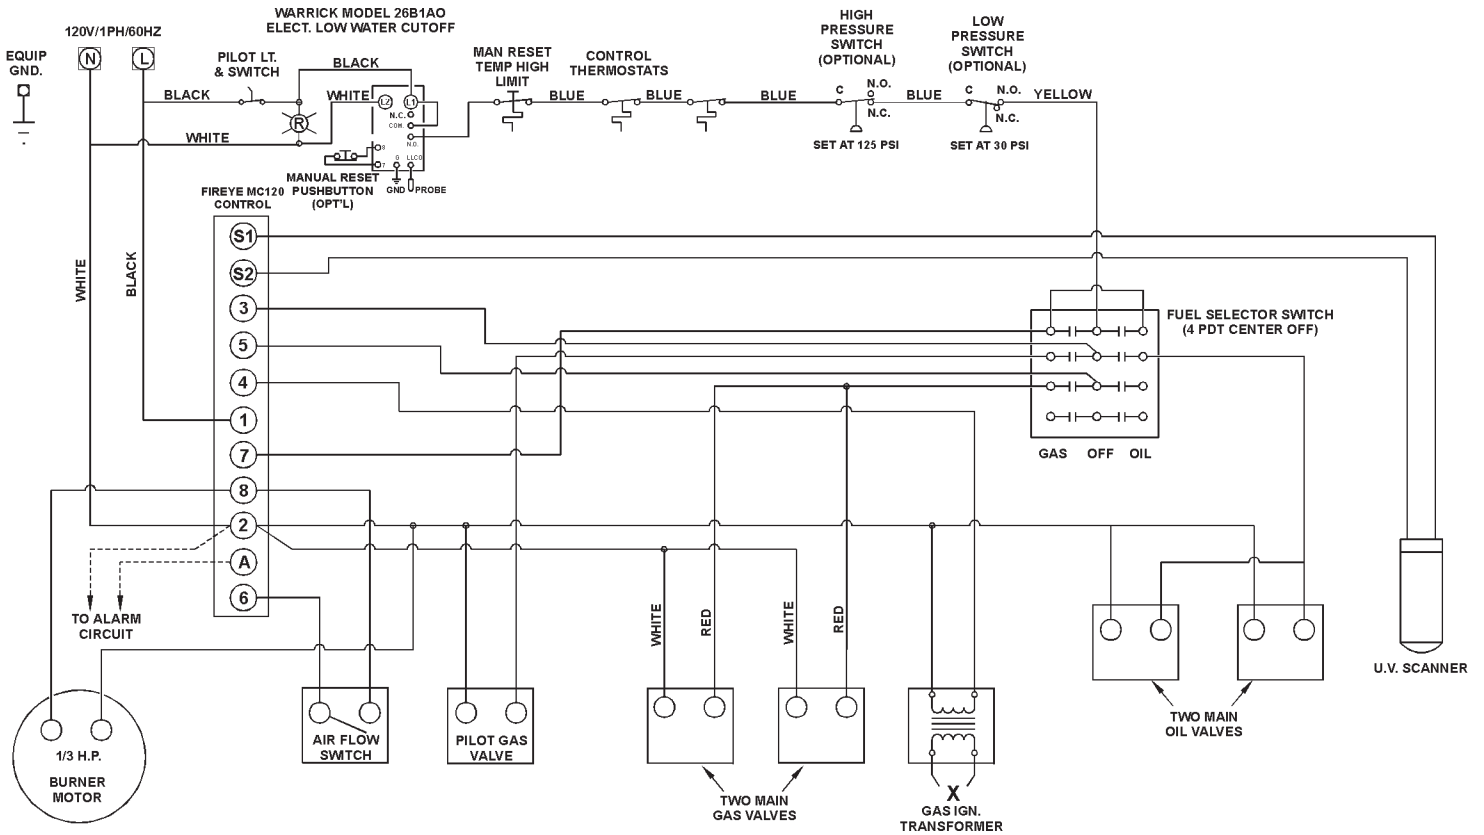 WARRICK MODEL 26B1AO
ELECT. LOW WATER CUTOFF
120V/1PH/60HZ
N
L
EQUIP
GND.
PILOT LT.
& SWITCH
BLACK
BLACK
WHITE
WHITE
R
L2
L1
N.C.
COM.
N.O.
8
7
G
LLCO
GND
PROBE
MANUAL RESET
PUSHBUTTON
(OPT'L)
MAN RESET
TEMP HIGH
LIMIT
BLUE
CONTROL
THERMOSTATS
BLUE
BLUE
HIGH
PRESSURE
SWITCH
(OPTIONAL)
C
N.O.
N.C.
SET AT 125 PSI
BLUE
LOW
PRESSURE
SWITCH
(OPTIONAL)
C
N.O.
N.C.
SET AT 30 PSI
YELLOW
FIREYE MC120
CONTROL
S1
S2
3
5
4
1
7
8
2
A
6
WHITE
BLACK
FUEL SELECTOR SWITCH
(4 PDT CENTER OFF)
GAS OFF OIL
TO ALARM
CIRCUIT
1/3 H.P.
BURNER
MOTOR
AIR FLOW
SWITCH
PILOT GAS
VALVE
WHITE
RED
WHITE
RED
TWO MAIN
GAS VALVES
X
GAS IGN.
TRANSFORMER
TWO MAIN
OIL VALVES
U.V. SCANNER